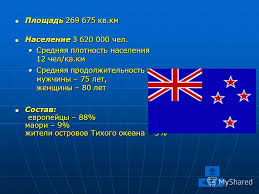 Площадь 269 675 кв.км
Население 3 620 000 чел.
Средняя плотность населения
12 чел/кв.км
Средняя продолжительность
мужчины – 75 лет,
женщины – 80 лет
Состав:
европейцы – 88%
маори – 9%
жители островов Тихого океана – 3%
MyShared